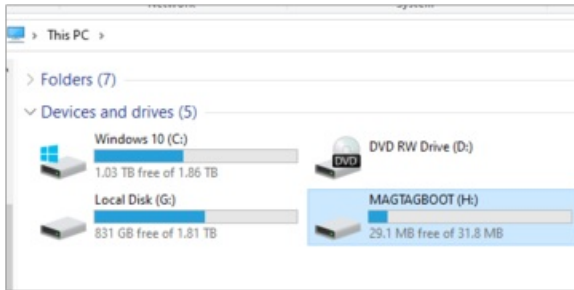 This PC
Folders (7)
Devices and drives (5)
Windows 10 (C:)
1.03 TB free of 1.86 TB
DVD RW Drive (D:)
DVD
Local Disk (G:)
831 GB free of 1.81 TB
MAGTAGBOOT (H:)
29.1 MB free of 31.8 MB